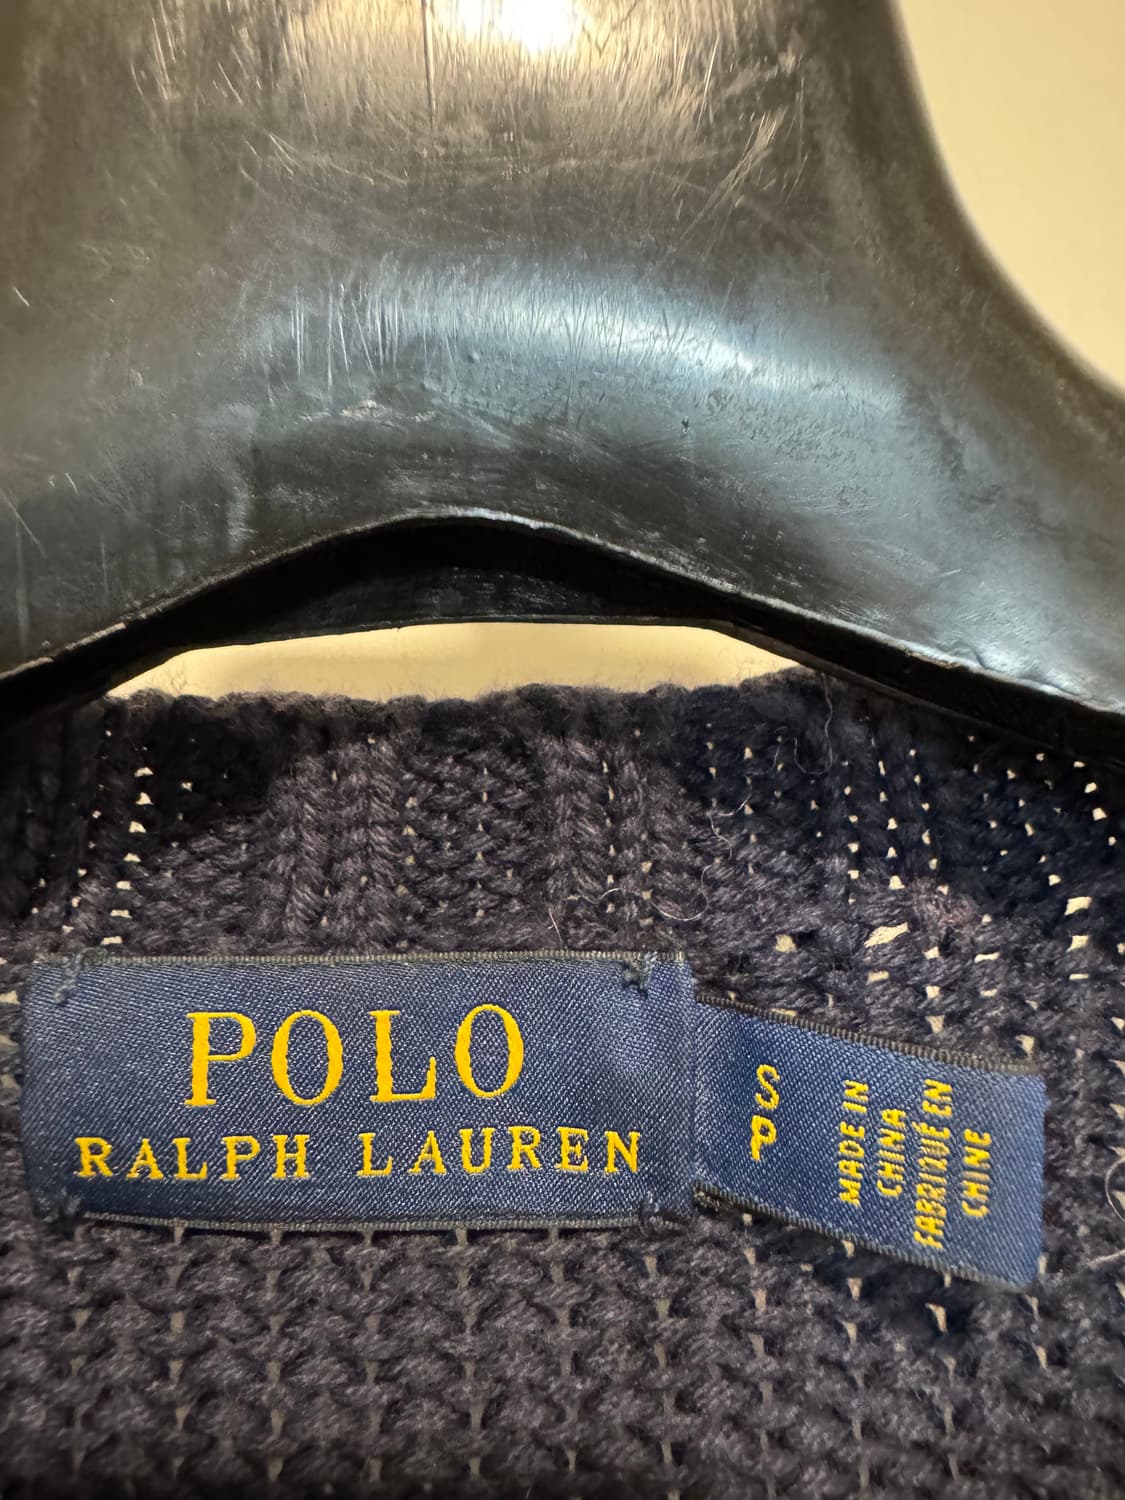 POLO
RALPH LAUREN
S
P
MADE IN
CHINA
FABRIQUÉ EN
CHINE